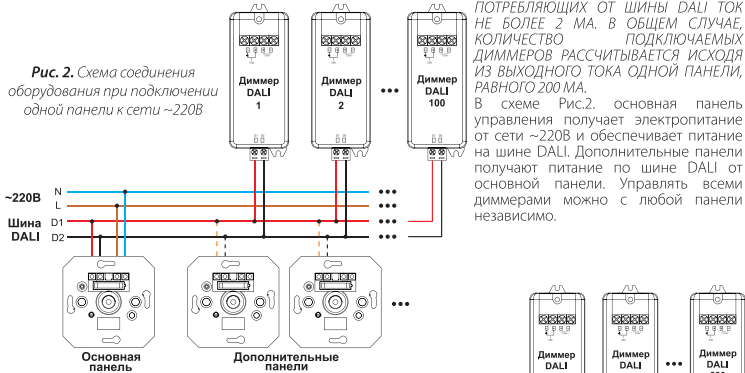 ПОТРЕБЛЯЮЩИХ ОТ ШИНЫ DALI ТОК
НЕ БОЛЕЕ 2 МА. В ОБЩЕМ СЛУЧАЕ,
КОЛИЧЕСТВО ПОДКЛЮЧАЕМЫХ
ДИММЕРОВ РАССЧИТЫВАЕТСЯ ИСХОДЯ
ИЗ ВЫХОДНОГО ТОКА ОДНОЙ ПАНЕЛИ,
РАВНОГО 200 МА.
В схеме Рис.2. основная панель
управления получает электропитание
от сети ~220В и обеспечивает питание
на шине DALI. Дополнительные панели
получают питание по шине DALI от
основной панели. Управлять всеми
диммерами можно с любой панели
независимо.
Рис. 2. Схема соединения
оборудования при подключении
одной панели к сети ~220В
Диммер
DALI
1
Диммер
DALI
2
•••
Диммер
DALI
100
~220В
N
L
Шина
DALI
D1
D2
•••
•••
•••
•••
•••
Основная
панель
Дополнительные
панели
Диммер
DALI
Диммер
DALI
•••
Диммер
DALI